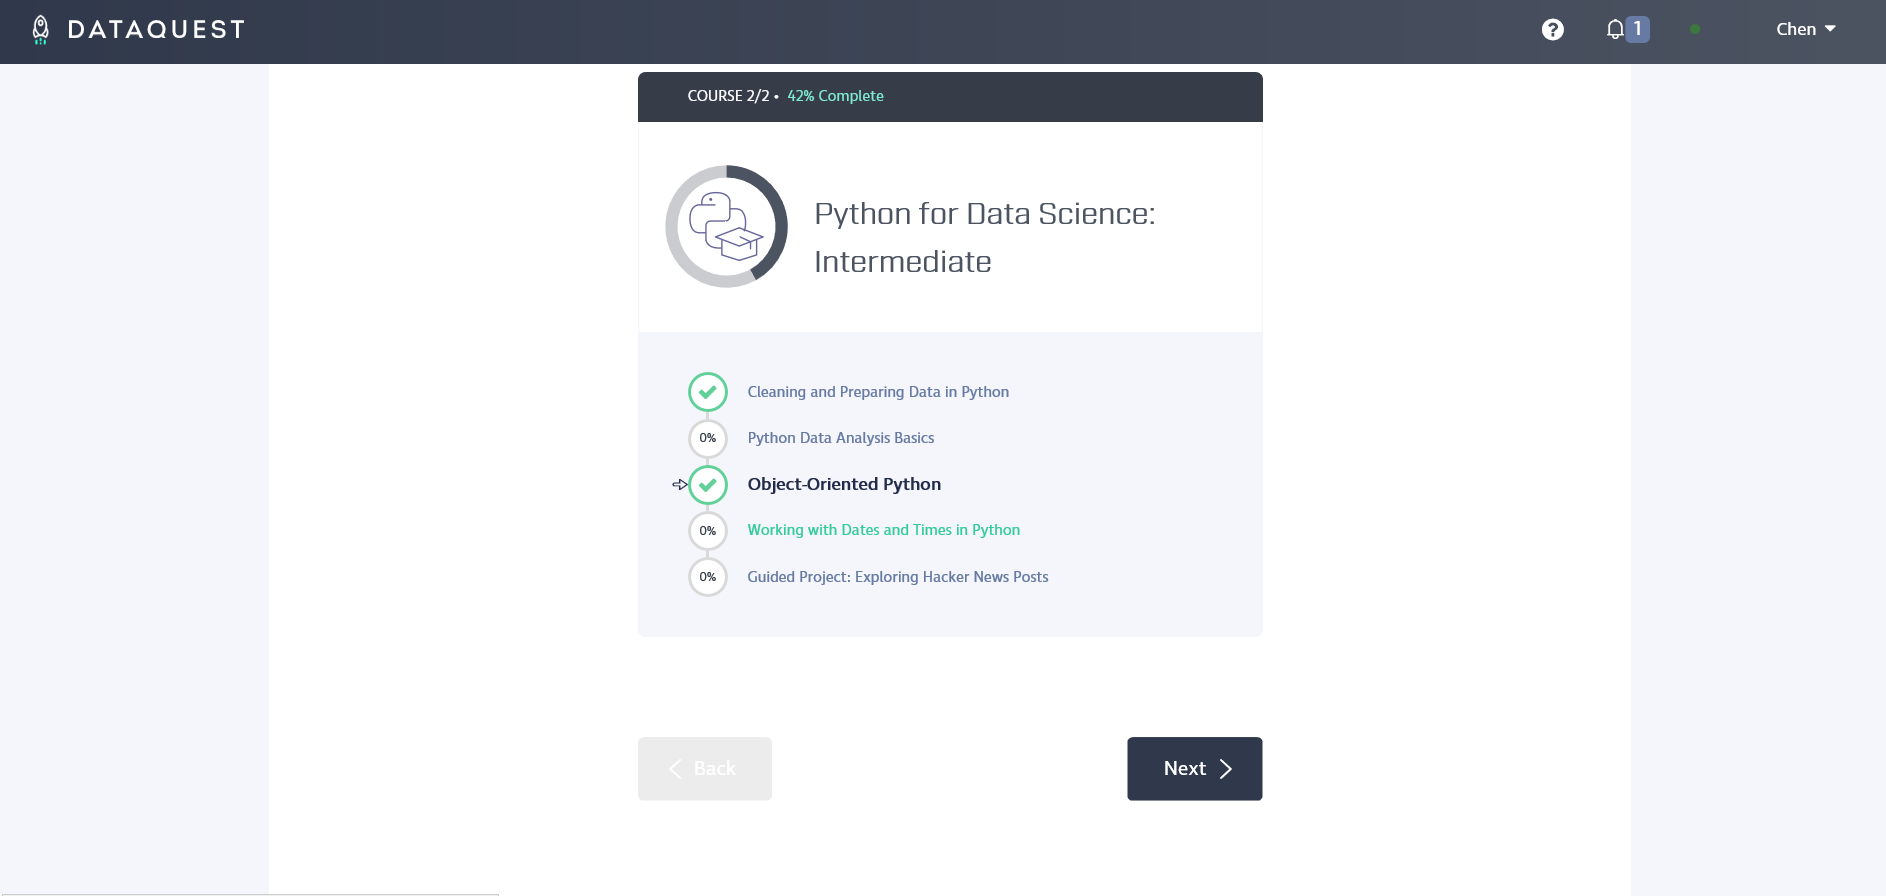 DATAQUEST
1
Chen
COURSE 2/2 • 42% Complete
Python for Data Science:
Intermediate
Cleaning and Preparing Data in Python
0% Python Data Analysis Basics
Object-Oriented Python
0% Working with Dates and Times in Python
0% Guided Project: Exploring Hacker News Posts
Back
Next